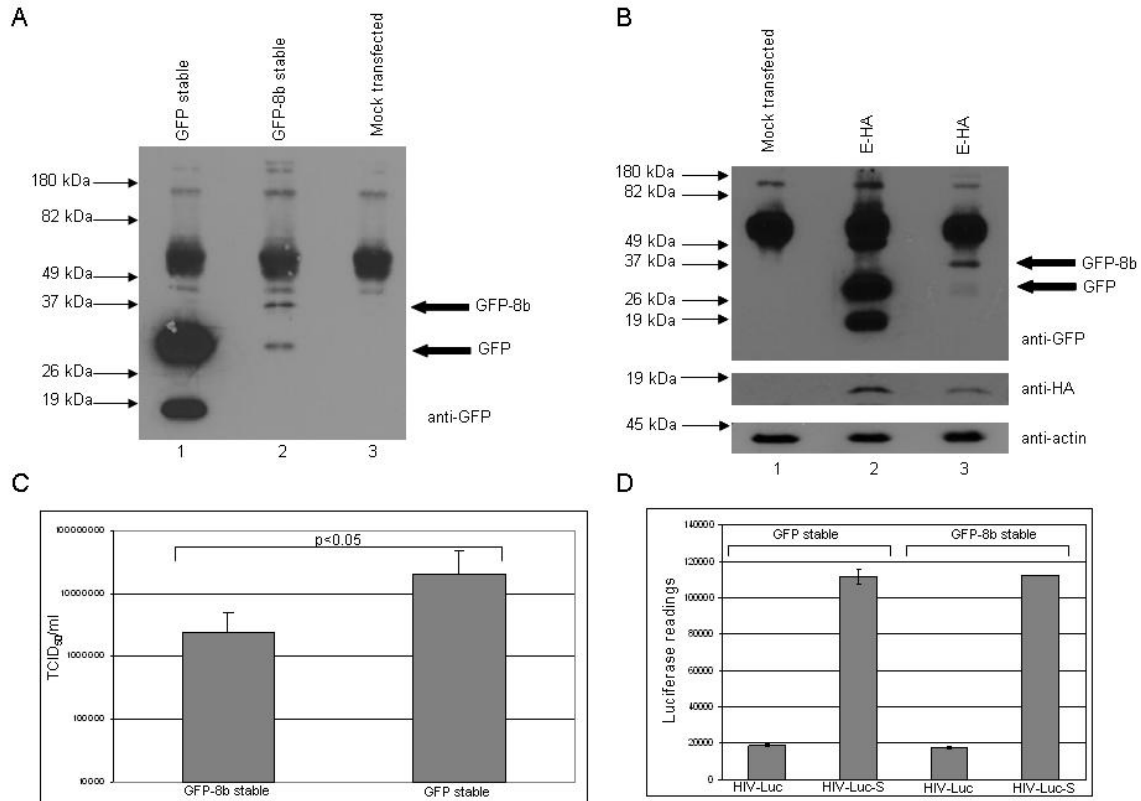 A
GFP stable
GFP-8b stable
Mock transfected
180 kDa
82 kDa
49 kDa
37 kDa
26 kDa
19 kDa
GFP-8b
GFP
anti-GFP
1 2 3
B
Mock transfected
E-HA
E-HA
180 kDa
82 kDa
49 kDa
37 kDa
26 kDa
19 kDa
GFP-8b
GFP
anti-GFP
19 kDa
anti-HA
45 kDa
anti-actin
1 2 3
C
p<0.05
TCID50/ml
100000000
10000000
1000000
100000
10000
GFP-8b stable
GFP stable
D
GFP stable
GFP-8b stable
Luciferase readings
140000
120000
100000
80000
60000
40000
20000
0
HIV-Luc
HIV-Luc-S
HIV-Luc
HIV-Luc-S